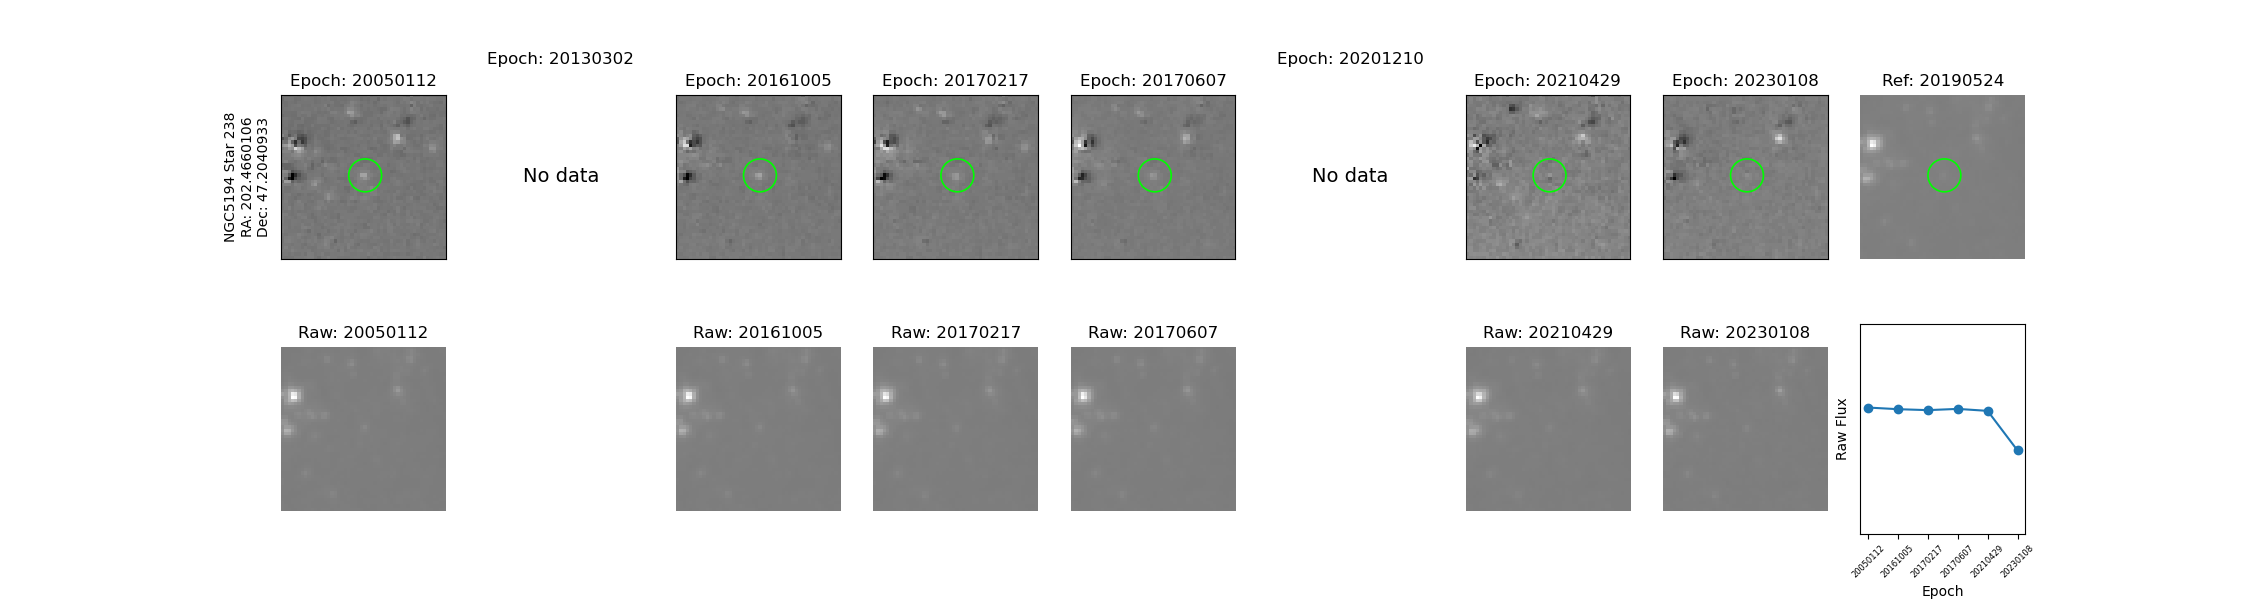 Epoch: 20130302
Epoch: 20201210
Epoch: 20050112
Epoch: 20161005
Epoch: 20170217
Epoch: 20170607
Epoch: 20210429
Epoch: 20230108
Ref: 20190524
NGC5194 Star 238
RA: 202.4660106
Dec: 47.2040933
No data
No data
Raw: 20050112
Raw: 20161005
Raw: 20170217
Raw: 20170607
Raw: 20210429
Raw: 20230108
Raw Flux
20050112
20161005
20170217
20170607
20210429
20230108
Epoch